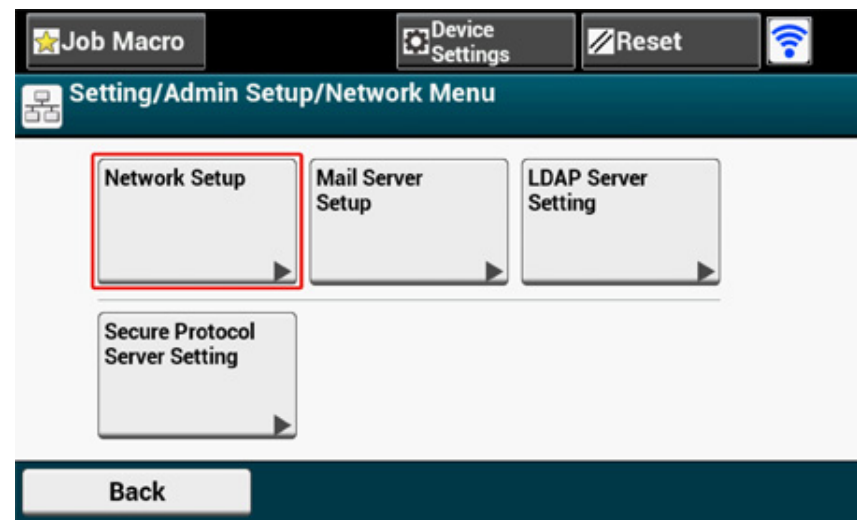 Job Macro
Device
Settings
Reset
Setting/Admin Setup/Network Menu
Network Setup
Mail Server
Setup
LDAP Server
Setting
Secure Protocol
Server Setting
Back